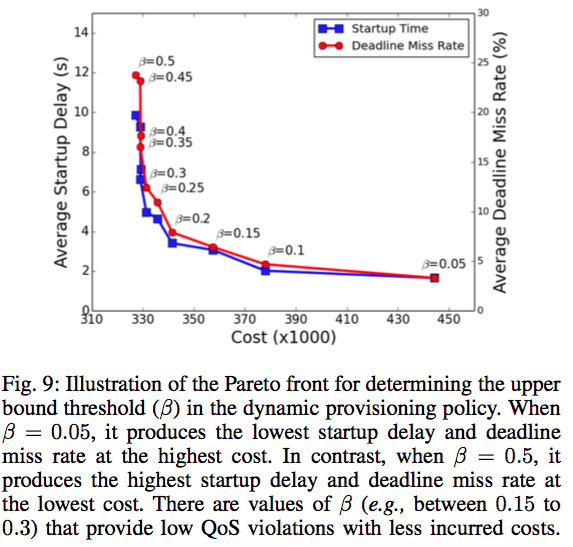 14
12
10
8
6
4
2
0
Average Startup Delay (s)
30
25
20
15
10
5
0
Average Deadline Miss Rate (%)
Startup Time
Deadline Miss Rate
β=0.5
β=0.45
β=0.4
β=0.35
β=0.3
β=0.25
β=0.2
β=0.15
β=0.1
β=0.05
310 330 350 370 390 410 430 450
Cost (x1000)
Fig. 9: Illustration of the Pareto front for determining the upper
bound threshold (β) in the dynamic provisioning policy. When
β = 0.05, it produces the lowest startup delay and deadline
miss rate at the highest cost. In contrast, when β = 0.5, it
produces the highest startup delay and deadline miss rate at
the lowest cost. There are values of β (e.g., between 0.15 to
0.3) that provide low QoS violations with less incurred costs.